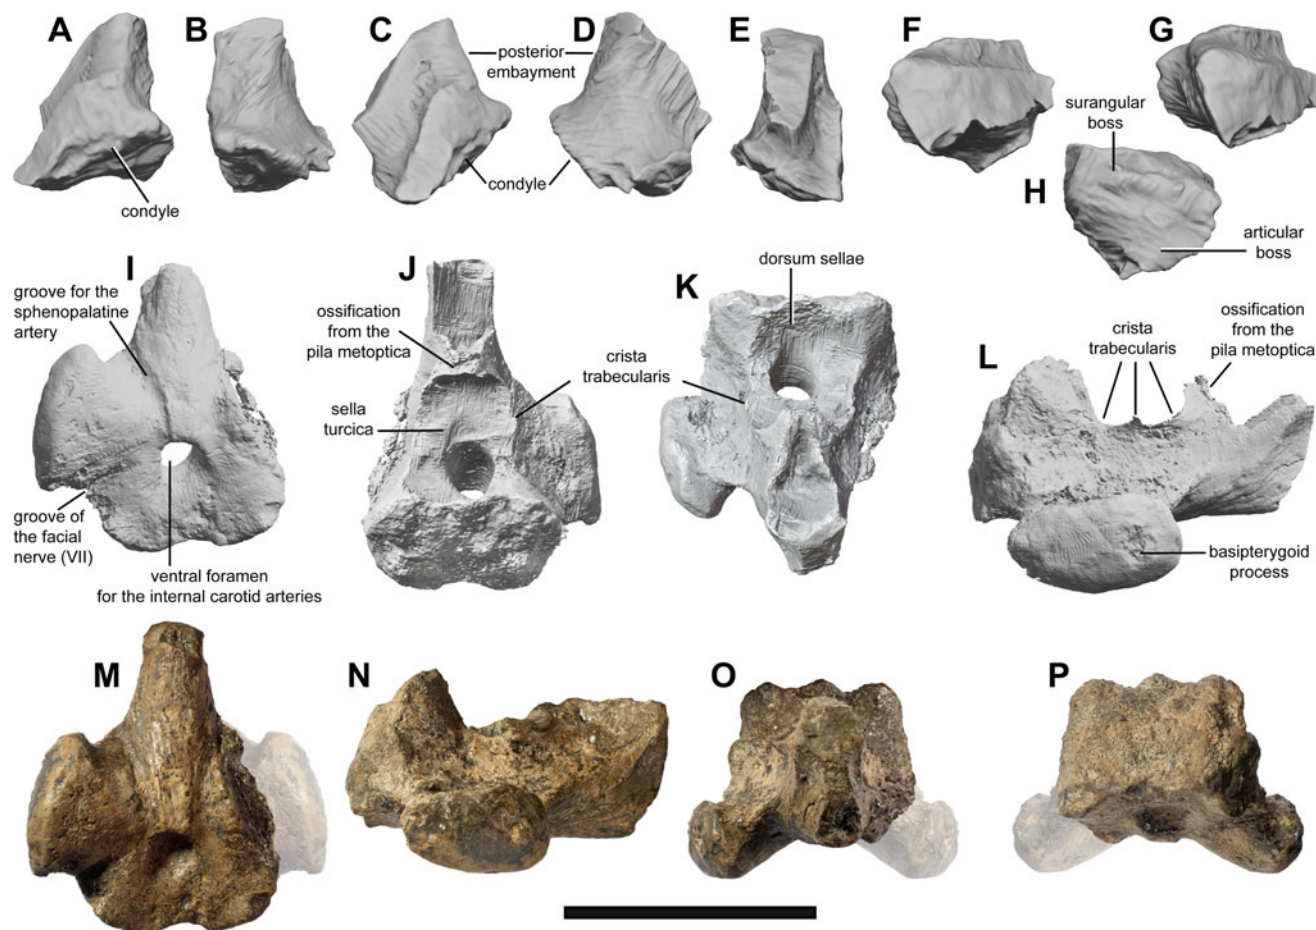 A
B
C
D
E
F
G
posterior
embayment
surangular
boss
condyle
condyle
H
articular
boss
I
J
K
L
groove for the
sphenopalatine
artery
ossification
from the
pila metoptica
dorsum sellae
crista
trabecularis
crista
trabecularis
ossification
from the
pila metoptica
sella
turcica
groove of
the facial
nerve (VII)
ventral foramen
for the internal carotid arteries
basipterygoid
process
M
N
O
P